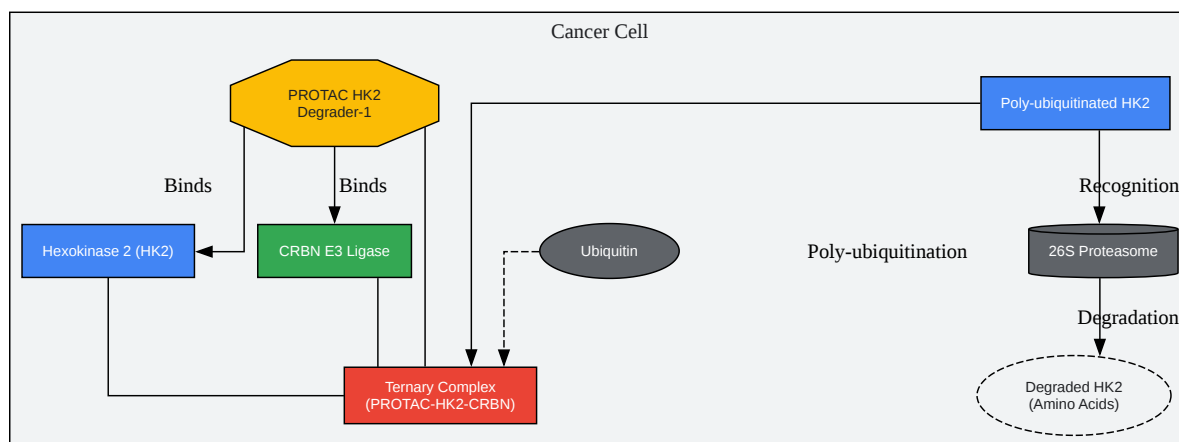 Cancer Cell
PROTAC HK2
Degrader-1
Poly-ubiquitinated HK2
Binds
Binds
Recognition
Hexokinase 2 (HK2)
CRBN E3 Ligase
Ubiquitin
Poly-ubiquitination
26S Proteasome
Degradation
Ternary Complex
(PROTAC-HK2-CRBN)
Degraded HK2
(Amino Acids)